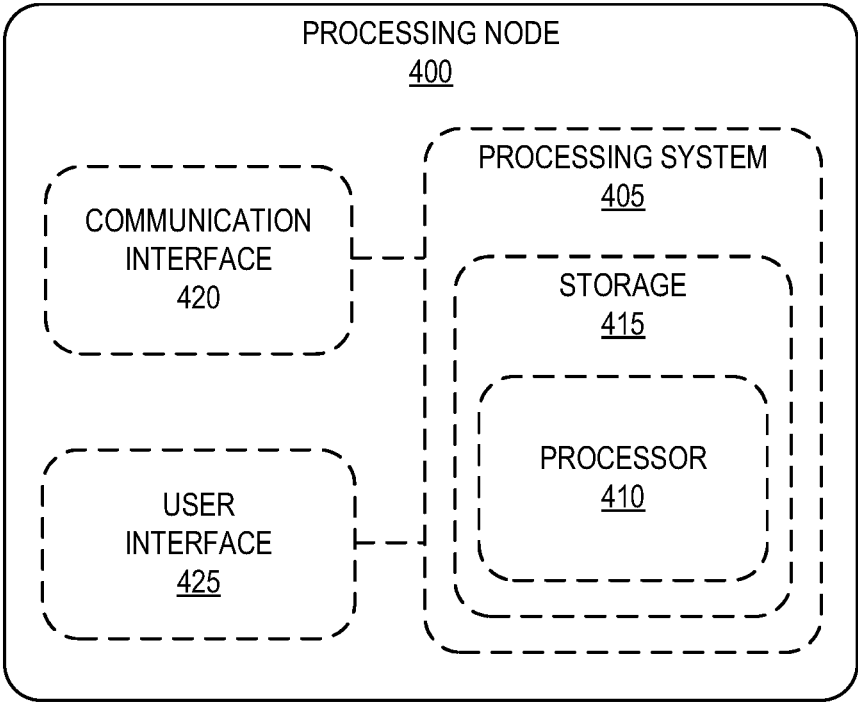 PROCESSING NODE
400
COMMUNICATION
INTERFACE
420
USER
INTERFACE
425
PROCESSING SYSTEM
405
STORAGE
415
PROCESSOR
410